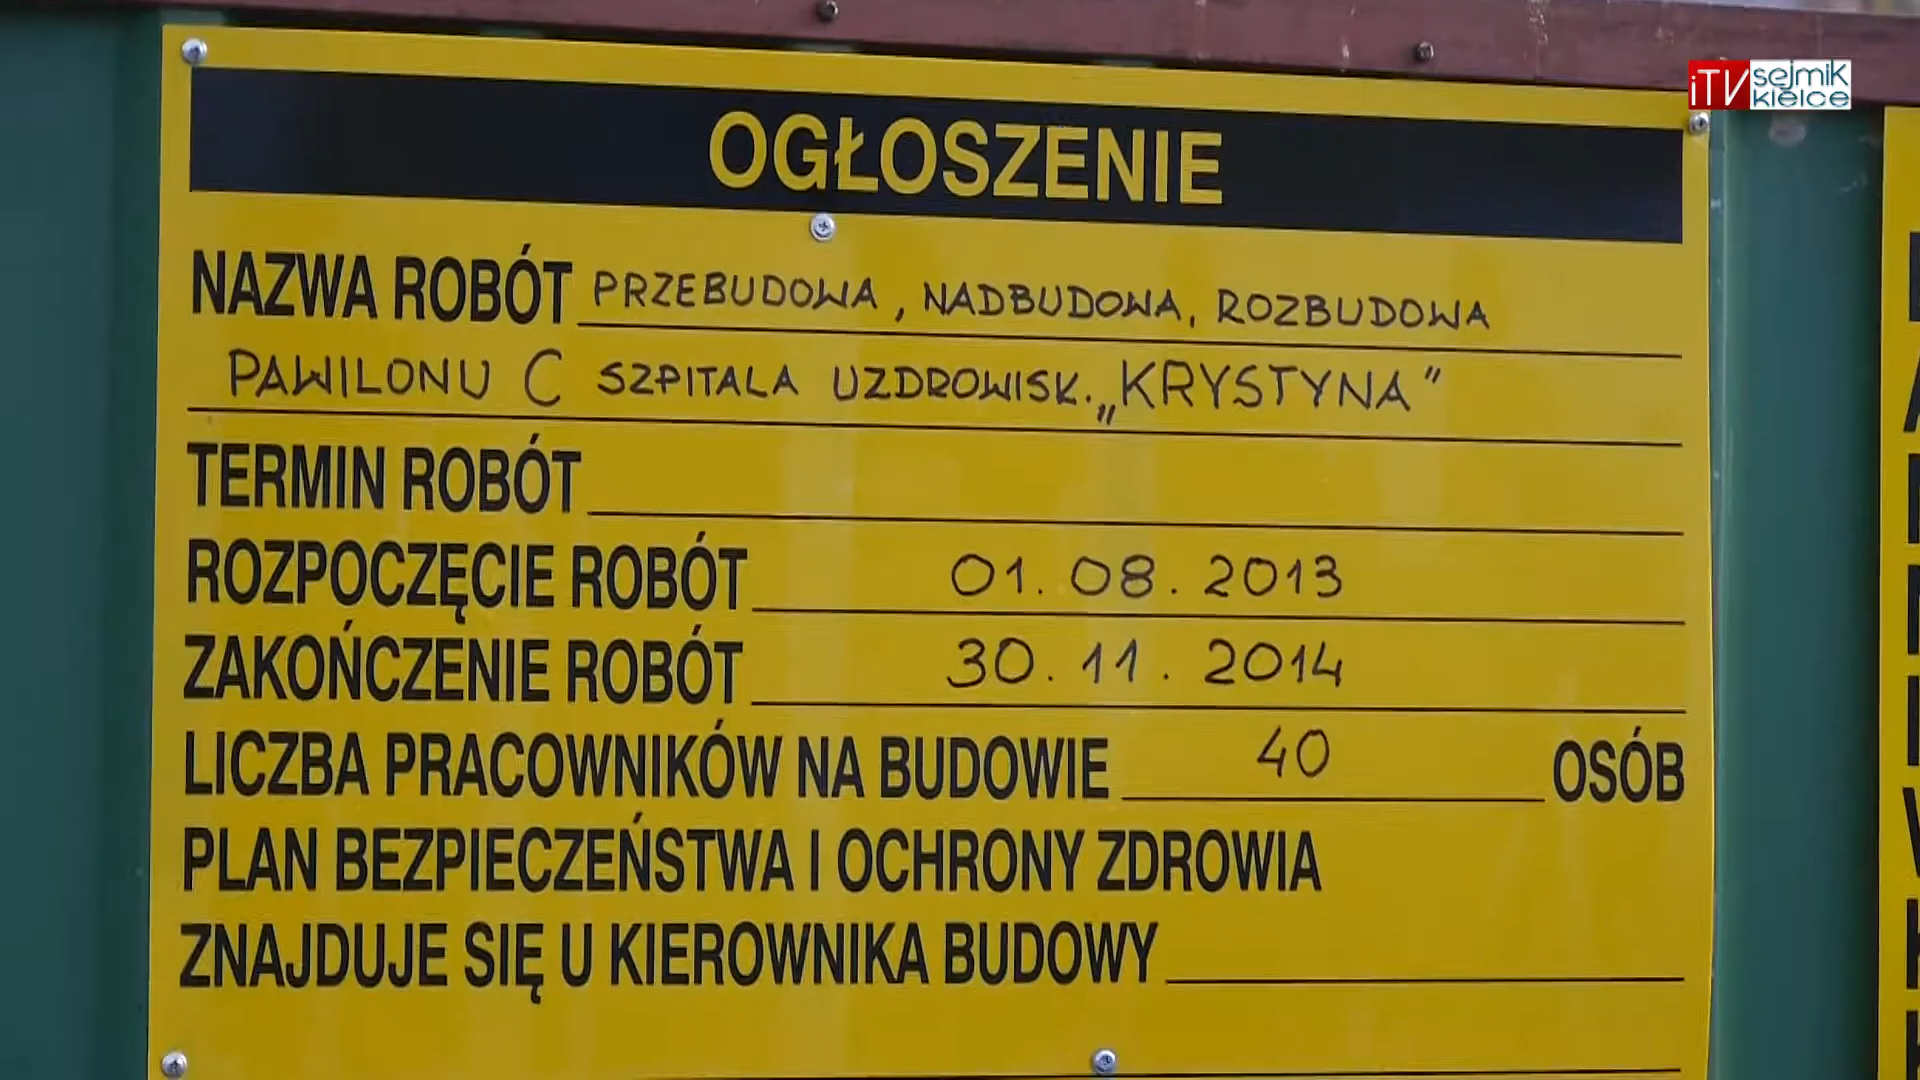 iTV sejmik kielce
OGŁOSZENIE
NAZWA ROBÓT PRZEBUDOWA, NADBUDOWA, ROZBUDOWA
PAWILONU C SZPITALA UZDROWISK. „KRYSTYNA”
TERMIN ROBÓT
ROZPOCZĘCIE ROBÓT 01.08.2013
ZAKOŃCZENIE ROBÓT 30.11.2014
LICZBA PRACOWNIKÓW NA BUDOWIE 40 OSÓB
PLAN BEZPIECZEŃSTWA I OCHRONY ZDROWIA
ZNAJDUJE SIĘ U KIEROWNIKA BUDOWY